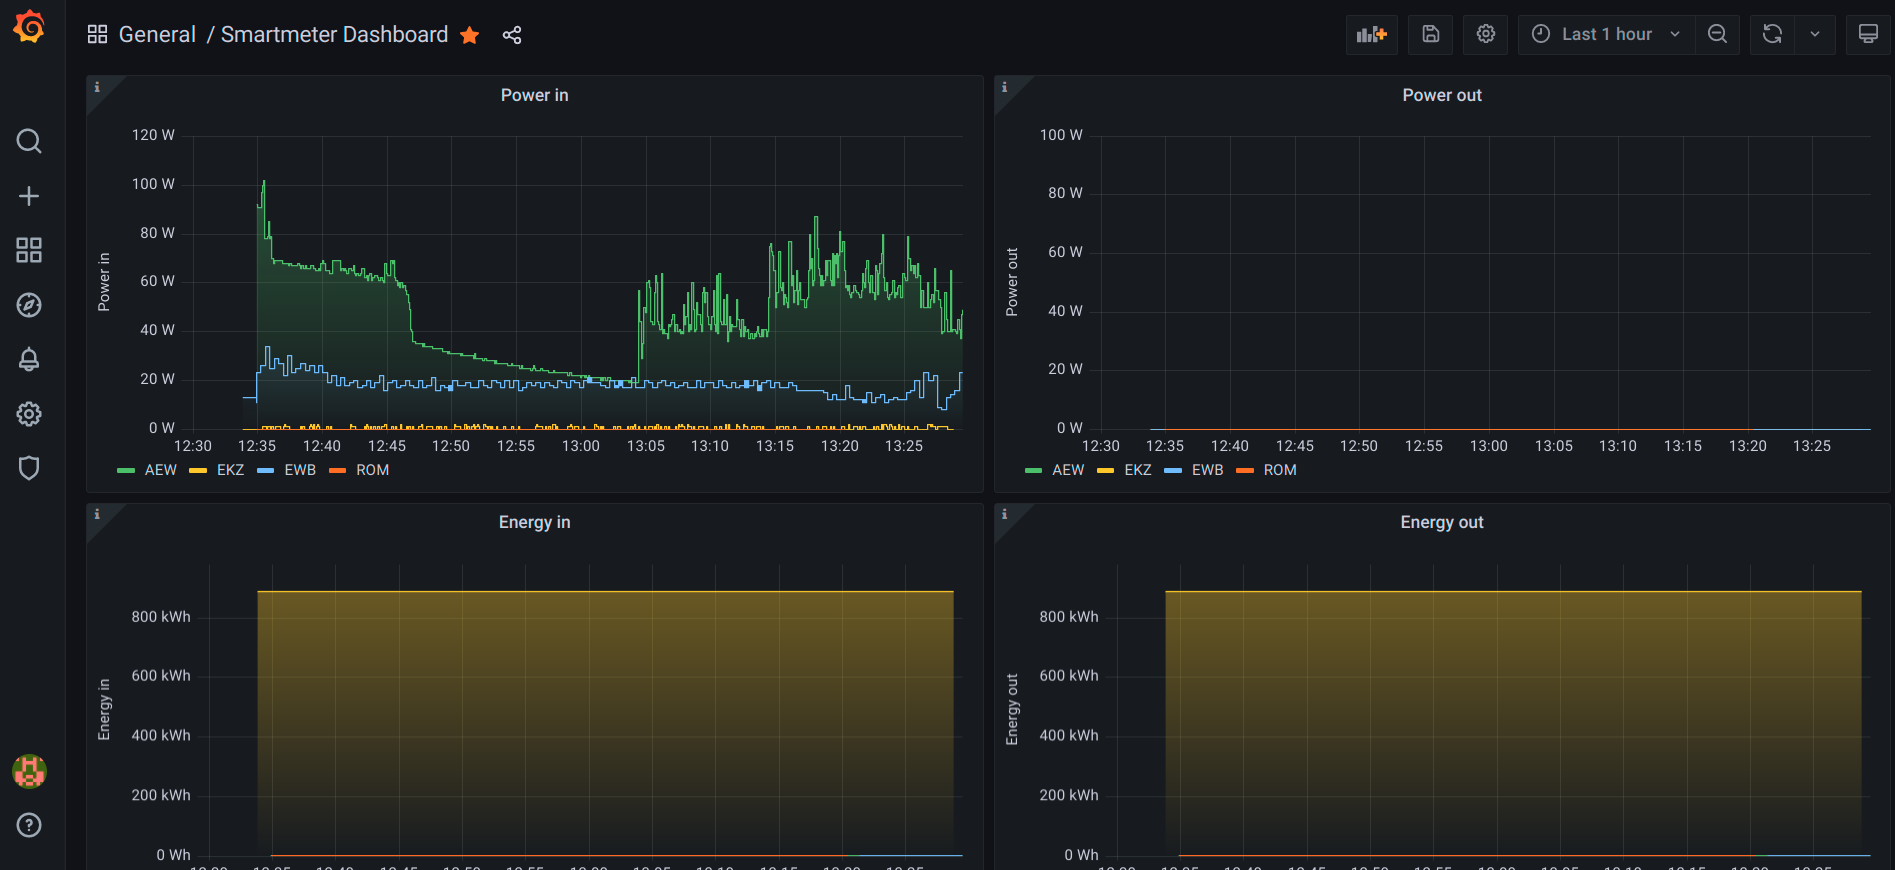 General / Smartmeter Dashboard
Last 1 hour
Power in
120 W
100 W
80 W
60 W
40 W
20 W
0 W
Power in
12:30 12:35 12:40 12:45 12:50 12:55 13:00 13:05 13:10 13:15 13:20 13:25
AEW EKZ EWB ROM
Power out
100 W
80 W
60 W
40 W
20 W
0 W
Power out
12:30 12:35 12:40 12:45 12:50 12:55 13:00 13:05 13:10 13:15 13:20 13:25
AEW EKZ EWB ROM
Energy in
800 kWh
600 kWh
400 kWh
200 kWh
0 Wh
Energy in
Energy out
800 kWh
600 kWh
400 kWh
200 kWh
0 Wh
Energy out